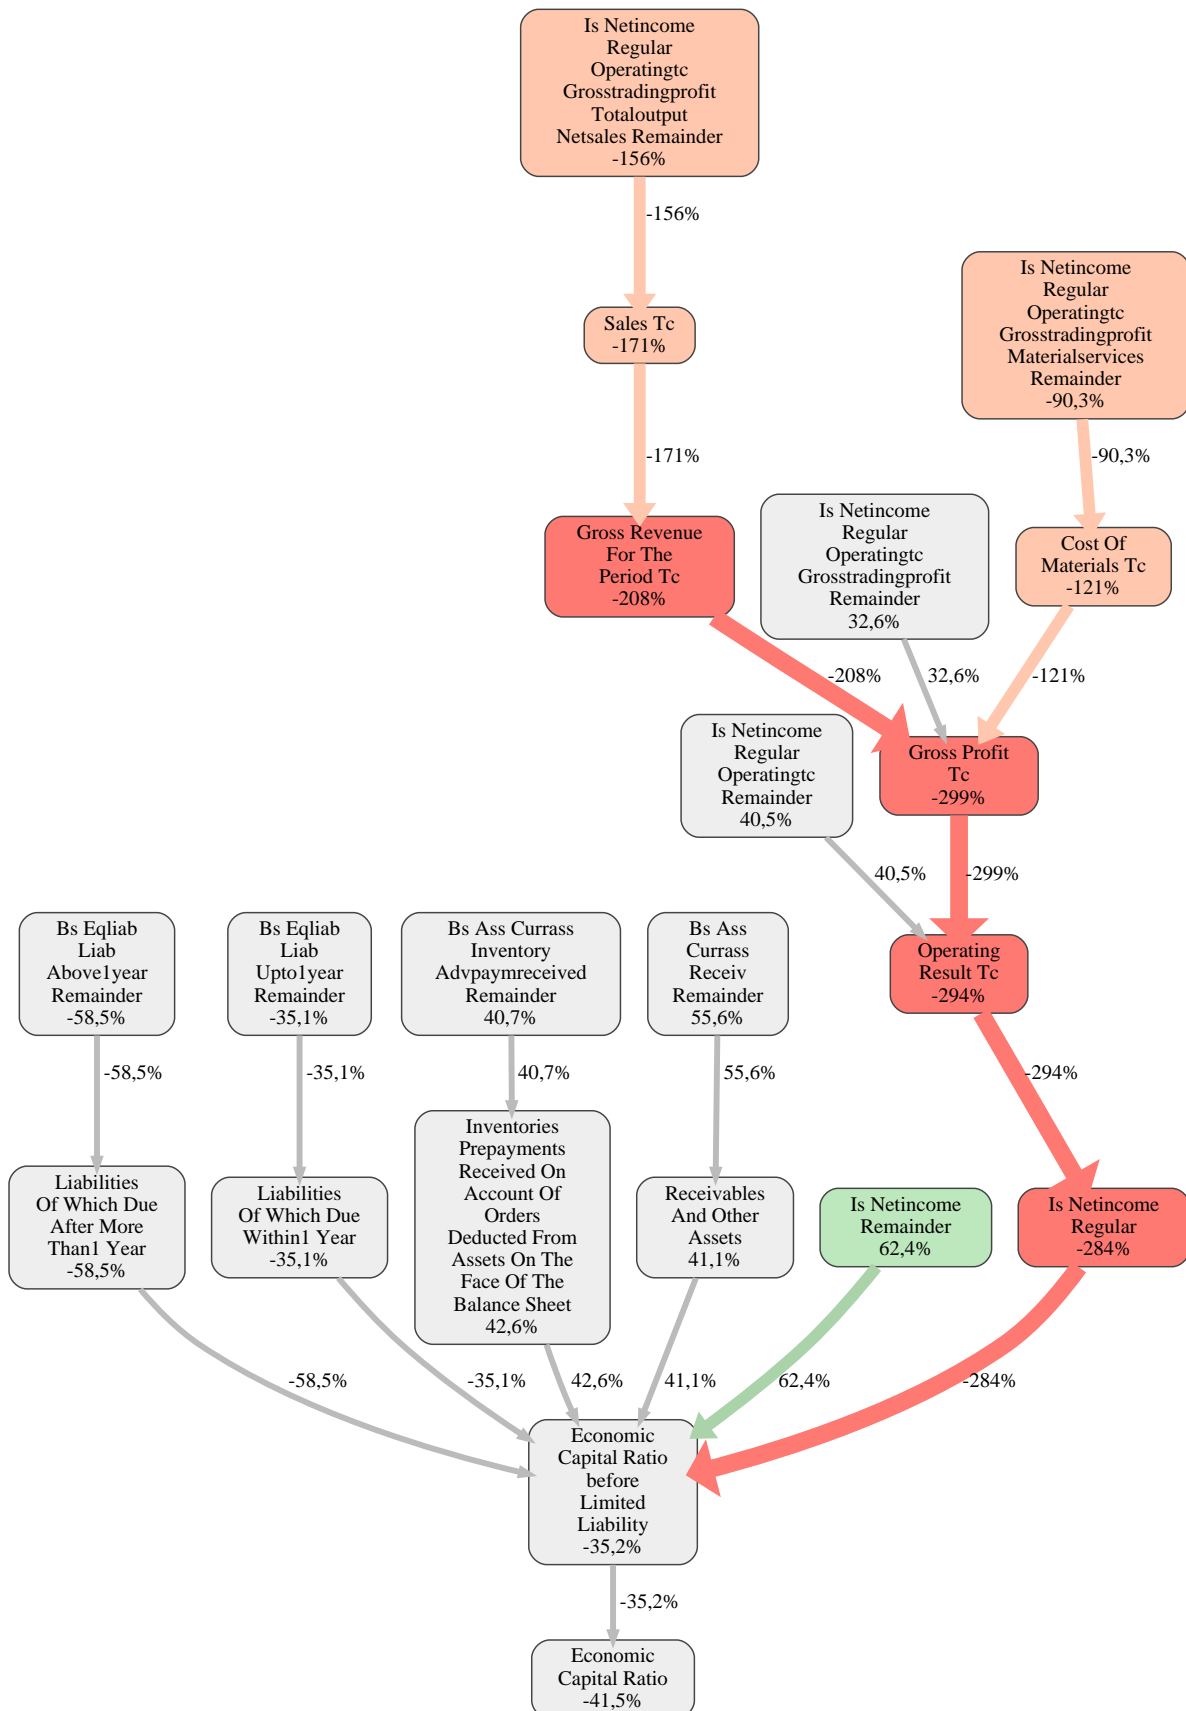 Is Netincome
Regular
Operatingtc
Grosstradingprofit
Totaloutput
Netsales Remainder
-156%
-156%
Is Netincome
Regular
Operatingtc
Grosstradingprofit
Materialservices
Remainder
-90,3%
Sales Tc
-171%
-171%
-90,3%
Is Netincome
Regular
Operatingtc
Grosstradingprofit
Remainder
32,6%
Gross Revenue
For The
Period Tc
-208%
Cost Of
Materials Tc
-121%
-208%
32,6%
-121%
Is Netincome
Regular
Operatingtc
Remainder
40,5%
Gross Profit
Tc
-299%
40,5%
-299%
Bs Eqliab
Liab
Above1year
Remainder
-58,5%
Bs Eqliab
Liab
Upto1year
Remainder
-35,1%
Bs Ass Currass
Inventory
Advpaymreceived
Remainder
40,7%
Bs Ass
Currass
Receiv
Remainder
55,6%
Operating
Result Tc
-294%
-58,5%
-35,1%
40,7%
55,6%
-294%
Liabilities
Of Which Due
After More
Than1 Year
-58,5%
Liabilities
Of Which Due
Within1 Year
-35,1%
Inventories
Prepayments
Received On
Account Of
Orders
Deducted From
Assets On The
Face Of The
Balance Sheet
42,6%
Receivables
And Other
Assets
41,1%
Is Netincome
Remainder
62,4%
Is Netincome
Regular
-284%
-58,5%
-35,1%
42,6%
41,1%
62,4%
-284%
Economic
Capital Ratio
before
Limited
Liability
-35,2%
-35,2%
Economic
Capital Ratio
-41,5%